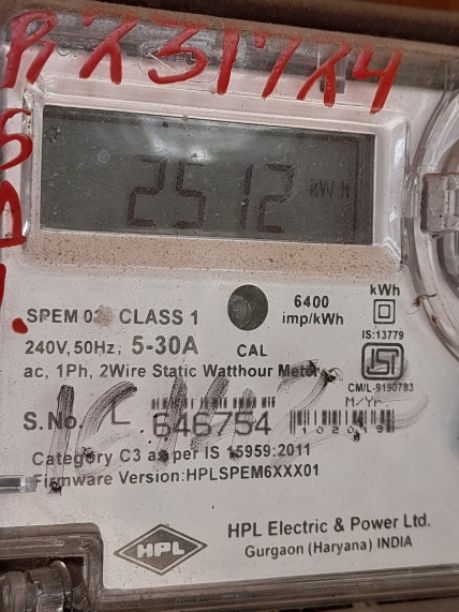 2512 kWh
CLASS 1
6400
imp/kWh
kWh
IS:13779
240V, 50Hz, 5-30A
CAL
ac, 1Ph, 2Wire Static Watthour Meter
CM/L-9190783
M/Yr.
S.No. L 646754
Category C3 as per IS 15959:2011
Firmware Version:HPLSPEM6XXX01
HPL
HPL Electric & Power Ltd.
Gurgaon (Haryana) INDIA